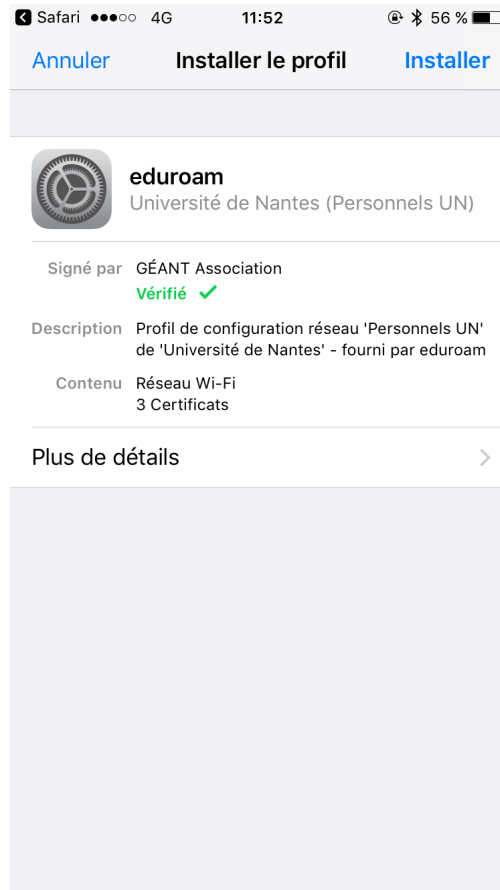 Safari 4G 11:52 56 %
Annuler Installer le profil Installer
eduroam
Université de Nantes (Personnels UN)
Signé par GÉANT Association
Vérifié ✓
Description Profil de configuration réseau 'Personnels UN'
de 'Université de Nantes' - fourni par eduroam
Contenu Réseau Wi-Fi
3 Certificats
Plus de détails